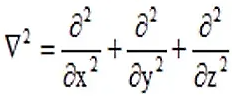 ∇² = ∂²/∂x² + ∂²/∂y² + ∂²/∂z²